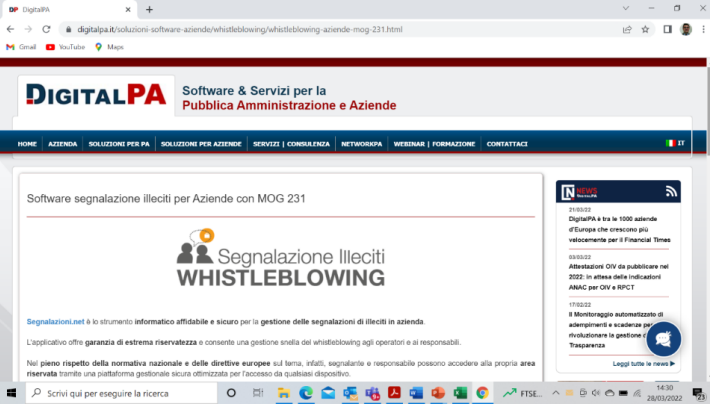 DP DigitalPA
digitalpa.it/soluzioni-software-aziende/whistleblowing/whistleblowing-aziende-mog-231.html
Gmail YouTube Maps
DIGITALPA
Software & Servizi per la
Pubblica Amministrazione e Aziende
HOME AZIENDA SOLUZIONI PER PA SOLUZIONI PER AZIENDE SERVIZI | CONSULENZA NETWORKPA WEBINAR | FORMAZIONE CONTATTACI IT
Software segnalazione illeciti per Aziende con MOG 231
Segnalazione Illeciti
WHISTLEBLOWING
Segnalazioni.net è lo strumento informatico affidabile e sicuro per la gestione delle segnalazioni di illeciti in azienda.
L'applicativo offre garanzia di estrema riservatezza e consente una gestione snella del whistleblowing agli operatori e ai responsabili.
Nel pieno rispetto della normativa nazionale e delle direttive europee sul tema, infatti, segnalante e responsabile possono accedere alla propria area
riservata tramite una piattaforma gestionale sicura ottimizzata per l'accesso da qualsiasi dispositivo.
N NEWS
DIGITALPA
21/03/22
DigitalPA è tra le 1000 aziende
d'Europa che crescono più
velocemente per il Financial Times
03/03/22
Attestazioni OIV da pubblicare nel
2022: in attesa delle indicazioni
ANAC per OIV e RPCT
17/02/22
Il Monitoraggio automatizzato di
adempimenti e scadenze per
rivoluzionare la gestione d
Trasparenza
Leggi tutte le news
Scrivi qui per eseguire la ricerca
FTSE...
14:30
28/03/2022
23